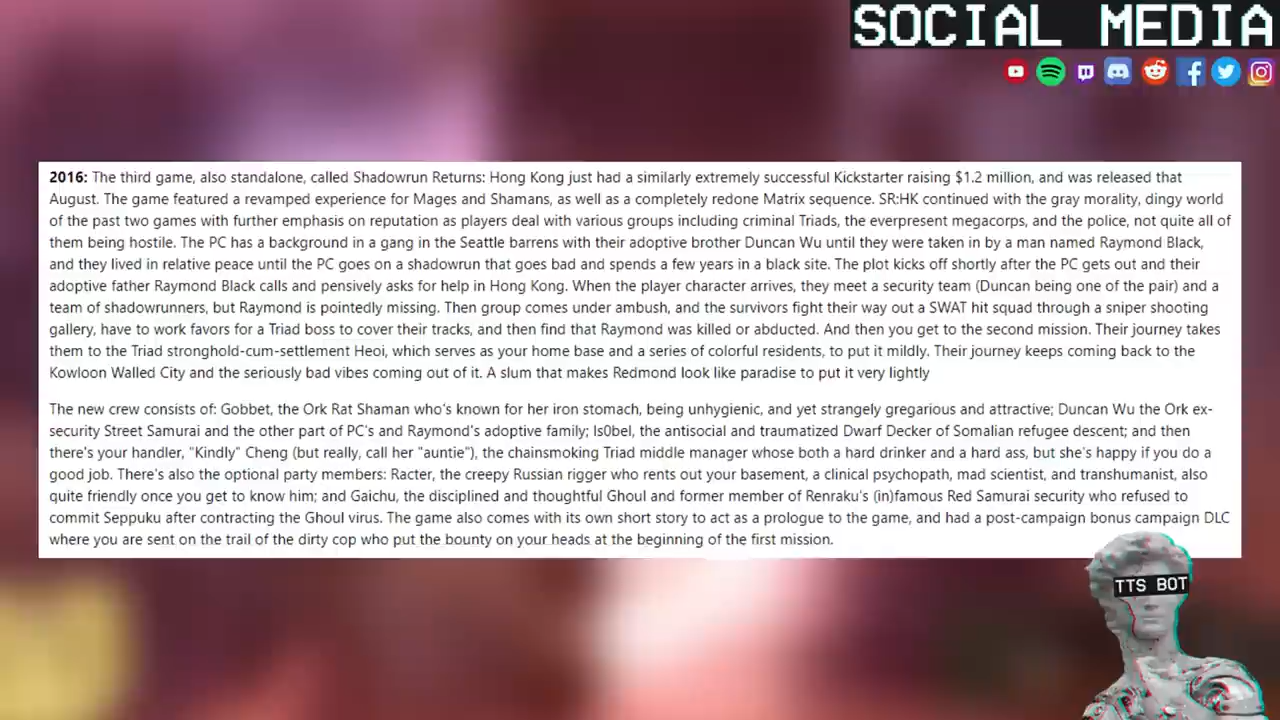 SOCIAL MEDIA
2016: The third game, also standalone, called Shadowrun Returns: Hong Kong just had a similarly extremely successful Kickstarter raising $1.2 million, and was released that
August. The game featured a revamped experience for Mages and Shamans, as well as a completely redone Matrix sequence. SR:HK continued with the gray morality, dingy world
of the past two games with further emphasis on reputation as players deal with various groups including criminal Triads, the everpresent megacorps, and the police, not quite all of
them being hostile. The PC has a background in a gang in the Seattle barrens with their adoptive brother Duncan Wu until they were taken in by a man named Raymond Black,
and they lived in relative peace until the PC goes on a shadowrun that goes bad and spends a few years in a black site. The plot kicks off shortly after the PC gets out and their
adoptive father Raymond Black calls and pensively asks for help in Hong Kong. When the player character arrives, they meet a security team (Duncan being one of the pair) and a
team of shadowrunners, but Raymond is pointedly missing. Then group comes under ambush, and the survivors fight their way out a SWAT hit squad through a sniper shooting
gallery, have to work favors for a Triad boss to cover their tracks, and then find that Raymond was killed or abducted. And then you get to the second mission. Their journey takes
them to the Triad stronghold-cum-settlement Heoi, which serves as your home base and a series of colorful residents, to put it mildly. Their journey keeps coming back to the
Kowloon Walled City and the seriously bad vibes coming out of it. A slum that makes Redmond look like paradise to put it very lightly
The new crew consists of: Gobbet, the Ork Rat Shaman who's known for her iron stomach, being unhygienic, and yet strangely gregarious and attractive; Duncan Wu the Ork ex-
security Street Samurai and the other part of PC's and Raymond's adoptive family; Is0bel, the antisocial and traumatized Dwarf Decker of Somalian refugee descent; and then
there's your handler, "Kindly" Cheng (but really, call her "auntie"), the chainsmoking Triad middle manager whose both a hard drinker and a hard ass, but she's happy if you do a
good job. There's also the optional party members: Racter, the creepy Russian rigger who rents out your basement, a clinical psychopath, mad scientist, and transhumanist, also
quite friendly once you get to know him; and Gaichu, the disciplined and thoughtful Ghoul and former member of Renraku's (in)famous Red Samurai security who refused to
commit Seppuku after contracting the Ghoul virus. The game also comes with its own short story to act as a prologue to the game, and had a post-campaign bonus campaign DLC
where you are sent on the trail of the dirty cop who put the bounty on your heads at the beginning of the first mission.
TTS BOT